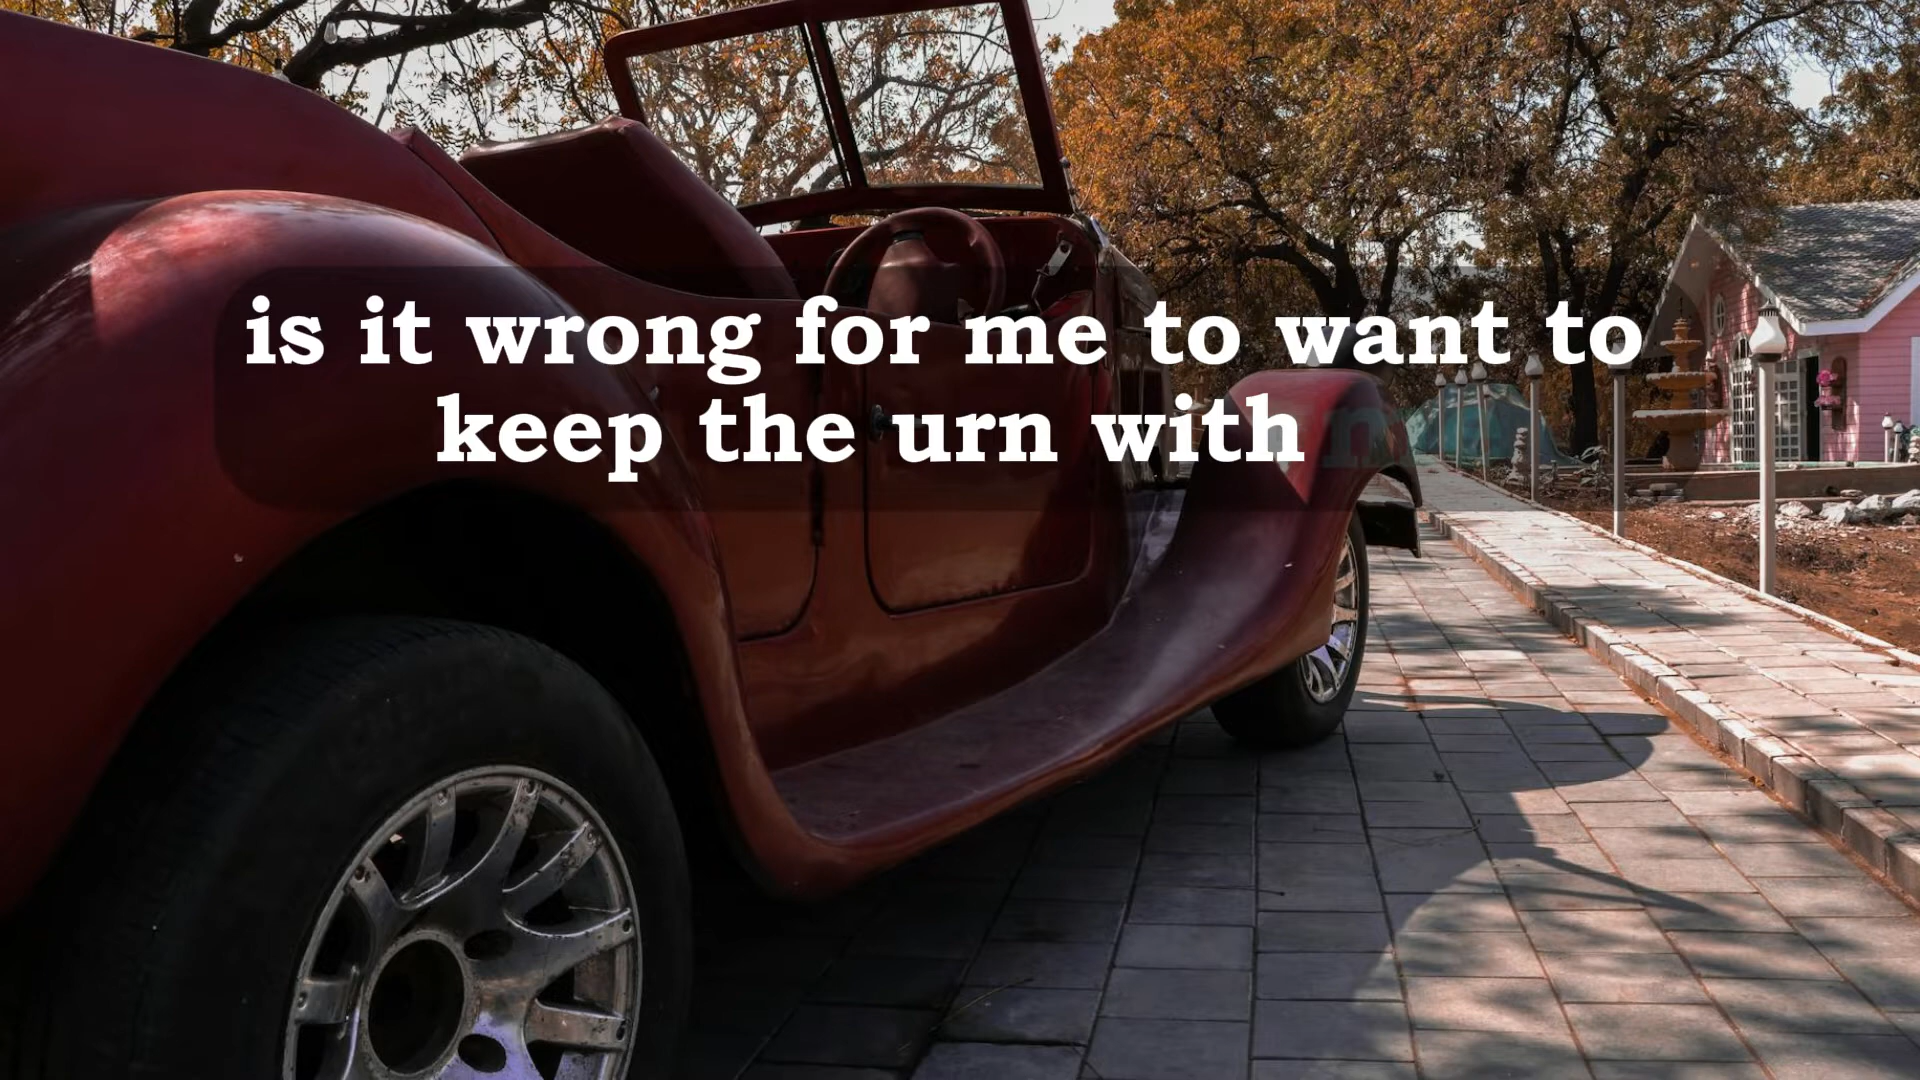 is it wrong for me to want to
keep the urn with